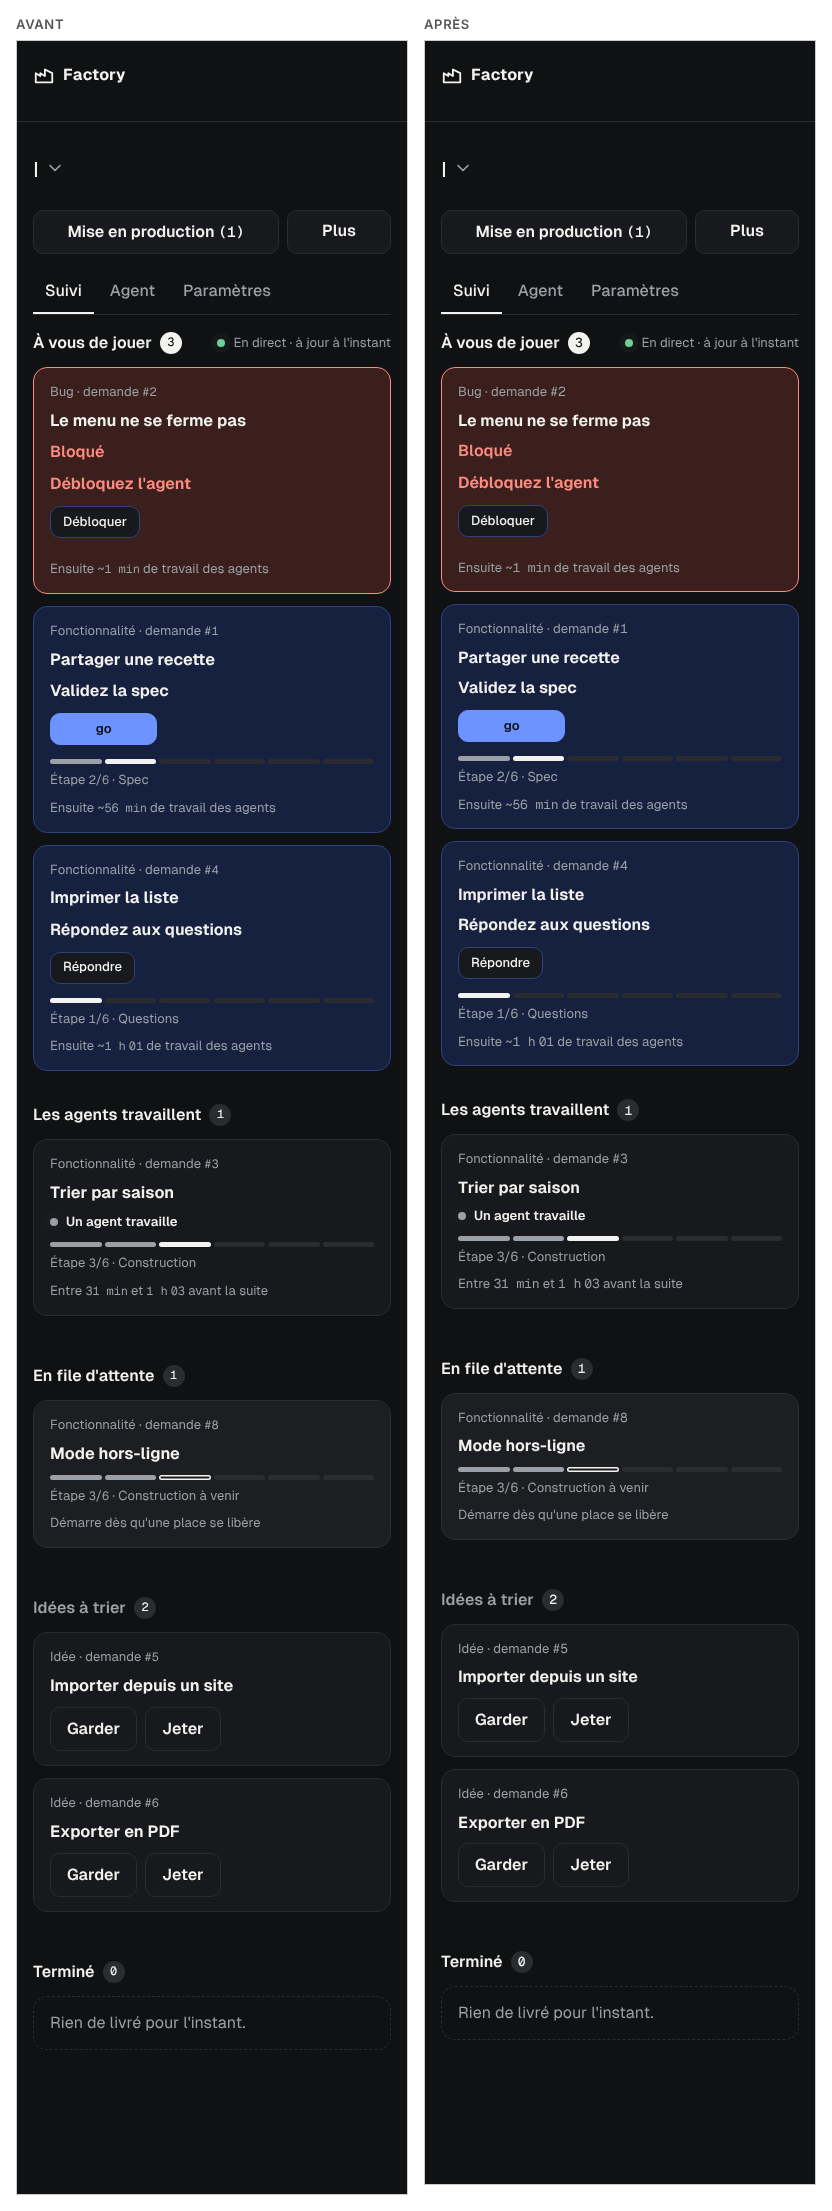 AVANT
Factory
Mise en production (1)
Plus
Suivi
Agent
Paramètres
À vous de jouer 3
En direct · à jour à l'instant
Bug · demande #2
Le menu ne se ferme pas
Bloqué
Débloquez l'agent
Débloquer
Ensuite ~1 min de travail des agents
Fonctionnalité · demande #1
Partager une recette
Validez la spec
go
Étape 2/6 · Spec
Ensuite ~56 min de travail des agents
Fonctionnalité · demande #4
Imprimer la liste
Répondez aux questions
Répondre
Étape 1/6 · Questions
Ensuite ~1 h 01 de travail des agents
Les agents travaillent 1
Fonctionnalité · demande #3
Trier par saison
Un agent travaille
Étape 3/6 · Construction
Entre 31 min et 1 h 03 avant la suite
En file d'attente 1
Fonctionnalité · demande #8
Mode hors-ligne
Étape 3/6 · Construction à venir
Démarre dès qu'une place se libère
Idées à trier 2
Idée · demande #5
Importer depuis un site
Garder
Jeter
Idée · demande #6
Exporter en PDF
Garder
Jeter
Terminé 0
Rien de livré pour l'instant.
APRÈS
Factory
Mise en production (1)
Plus
Suivi
Agent
Paramètres
À vous de jouer 3
En direct · à jour à l'instant
Bug · demande #2
Le menu ne se ferme pas
Bloqué
Débloquez l'agent
Débloquer
Ensuite ~1 min de travail des agents
Fonctionnalité · demande #1
Partager une recette
Validez la spec
go
Étape 2/6 · Spec
Ensuite ~56 min de travail des agents
Fonctionnalité · demande #4
Imprimer la liste
Répondez aux questions
Répondre
Étape 1/6 · Questions
Ensuite ~1 h 01 de travail des agents
Les agents travaillent 1
Fonctionnalité · demande #3
Trier par saison
Un agent travaille
Étape 3/6 · Construction
Entre 31 min et 1 h 03 avant la suite
En file d'attente 1
Fonctionnalité · demande #8
Mode hors-ligne
Étape 3/6 · Construction à venir
Démarre dès qu'une place se libère
Idées à trier 2
Idée · demande #5
Importer depuis un site
Garder
Jeter
Idée · demande #6
Exporter en PDF
Garder
Jeter
Terminé 0
Rien de livré pour l'instant.